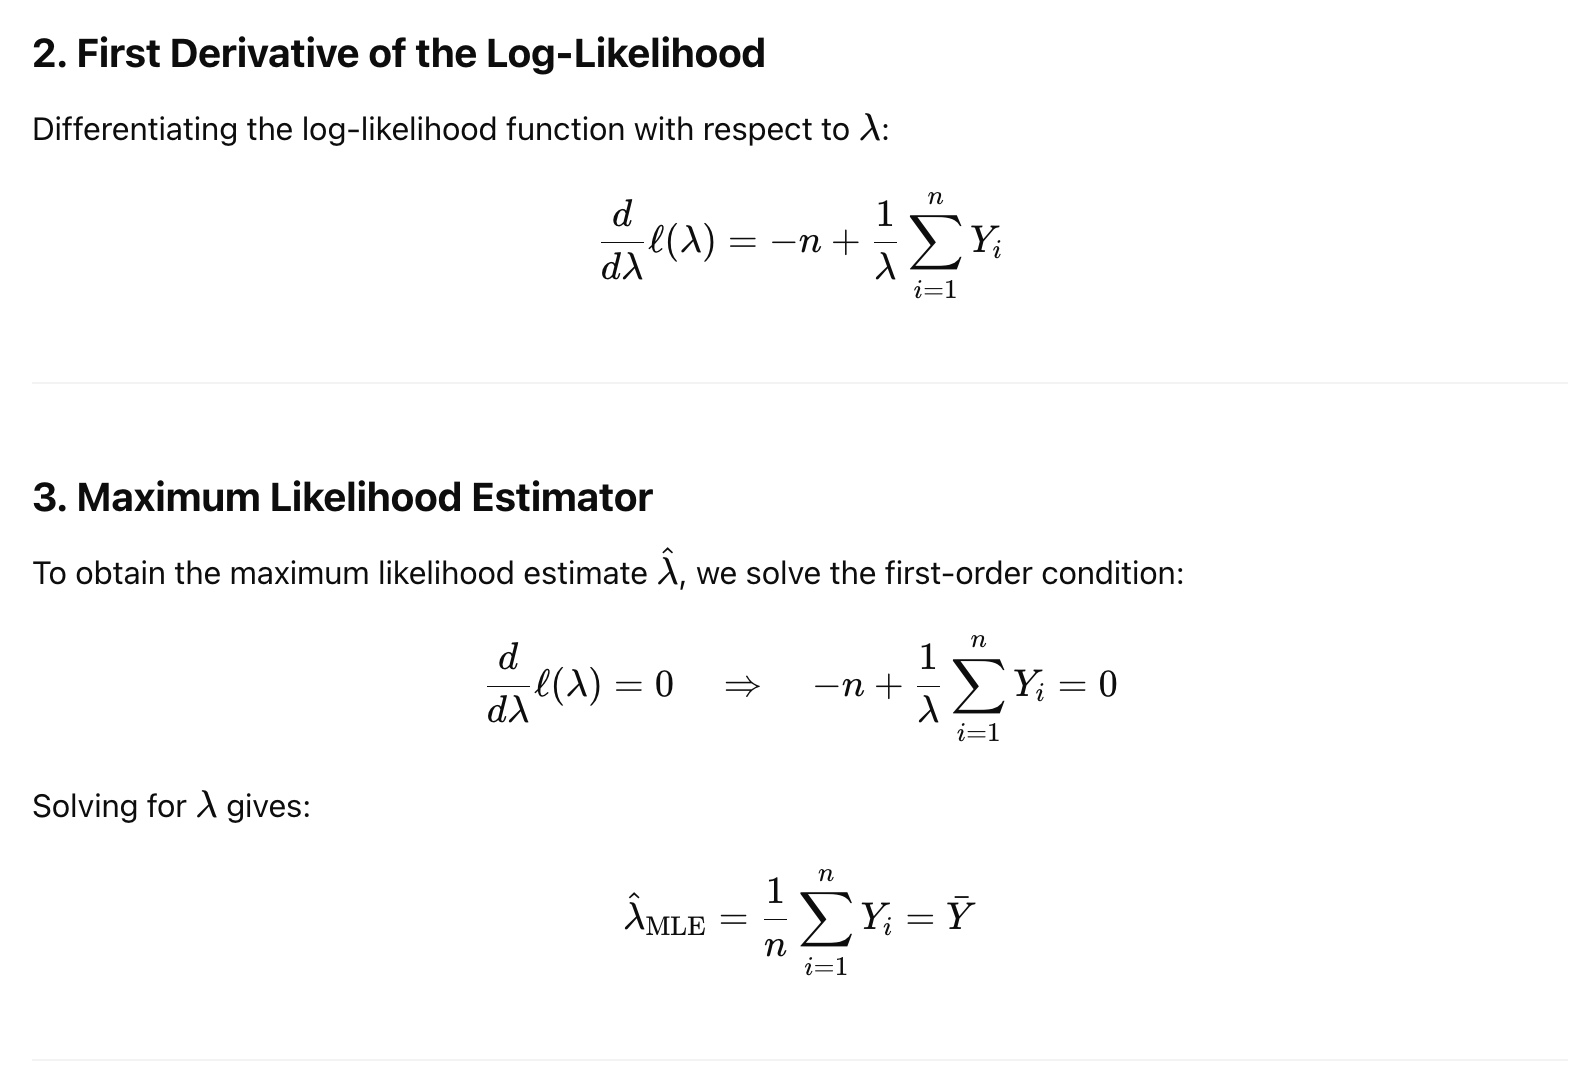 2. First Derivative of the Log-Likelihood
Differentiating the log-likelihood function with respect to λ:
$$\frac{d}{d\lambda}\ell(\lambda) = -n + \frac{1}{\lambda}\sum_{i=1}^{n} Y_i$$
3. Maximum Likelihood Estimator
To obtain the maximum likelihood estimate $\hat{\lambda}$, we solve the first-order condition:
$$\frac{d}{d\lambda}\ell(\lambda) = 0 \quad \Rightarrow \quad -n + \frac{1}{\lambda}\sum_{i=1}^{n} Y_i = 0$$
Solving for λ gives:
$$\hat{\lambda}_{\text{MLE}} = \frac{1}{n}\sum_{i=1}^{n} Y_i = \bar{Y}$$